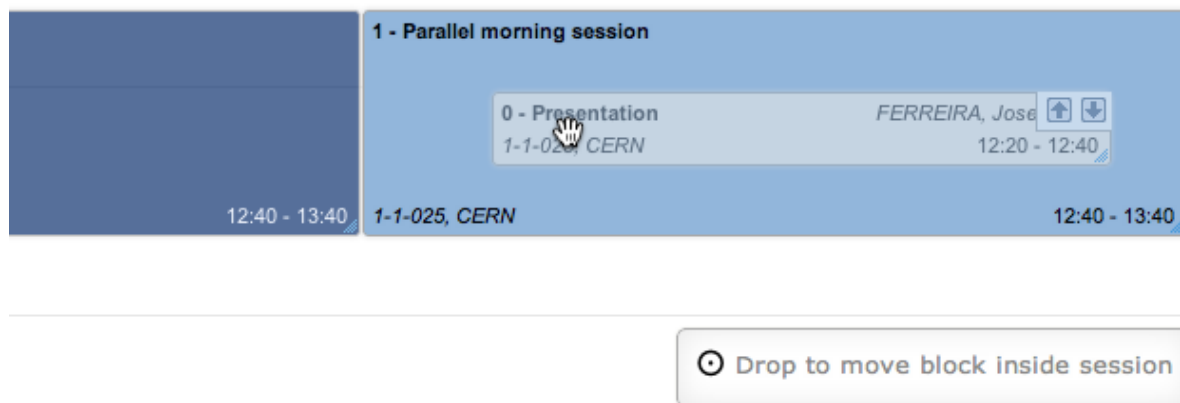 1 - Parallel morning session
0 - Presentation FERREIRA, Jose
CERN 12:20 - 12:40
12:40 - 13:40 1-1-025, CERN 12:40 - 13:40
Drop to move block inside session